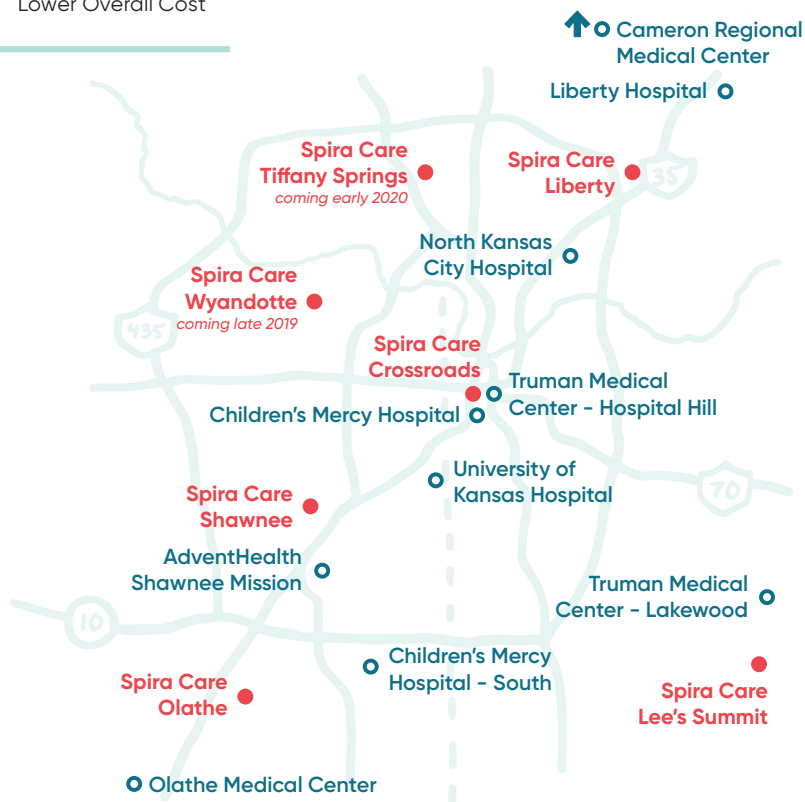 Lower Overall Cost
Cameron Regional
Medical Center
Liberty Hospital
Spira Care
Tiffany Springs
coming early 2020
Spira Care
Liberty
35
North Kansas
City Hospital
Spira Care
Wyandotte
coming late 2019
435
Spira Care
Crossroads
Truman Medical
Center - Hospital Hill
Children's Mercy Hospital
University of
Kansas Hospital
70
Spira Care
Shawnee
AdventHealth
Shawnee Mission
Truman Medical
Center - Lakewood
10
Children's Mercy
Hospital - South
Spira Care
Olathe
Spira Care
Lee's Summit
Olathe Medical Center